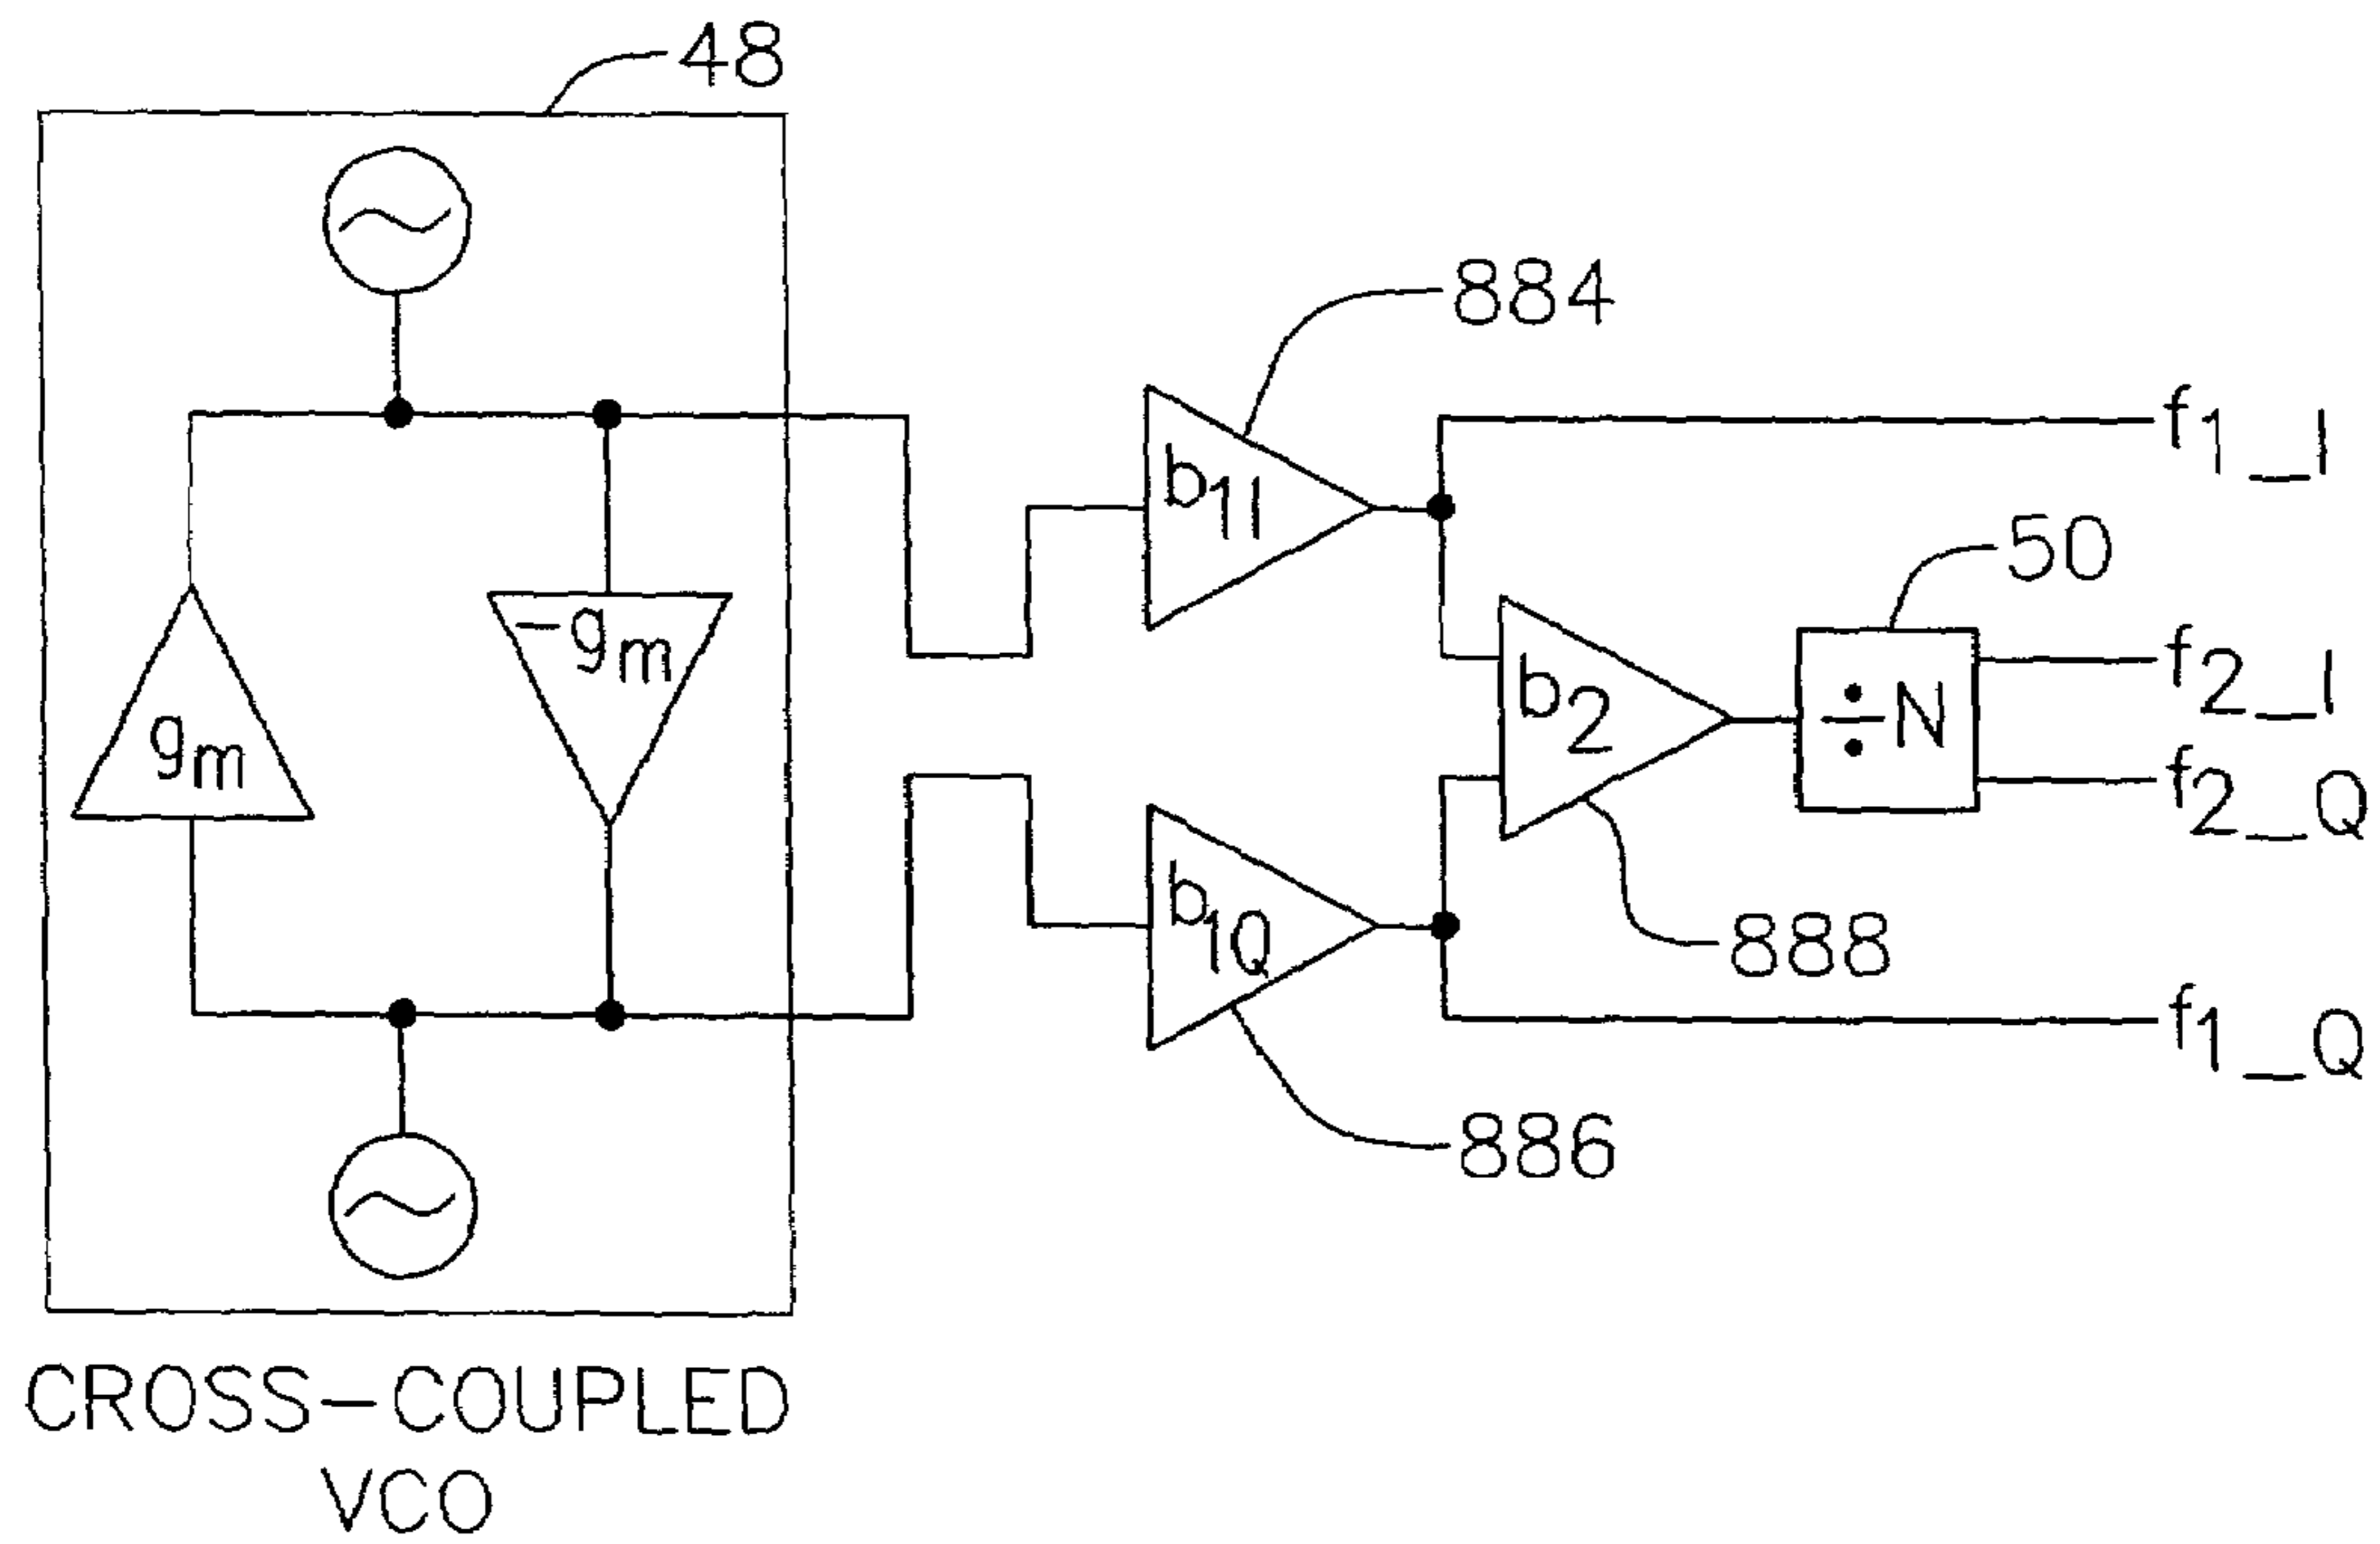 48
884
b1I
f1_I
50
-gm
f2_I
b2
÷N
gm
f2_Q
b1Q
888
f1_Q
886
CROSS-COUPLED
VCO